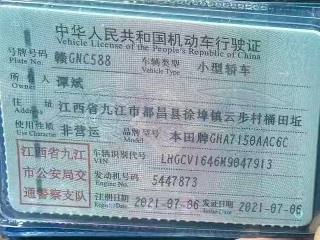 中华人民共和国机动车行驶证
Vehicle License of the People's Republic of China
号牌号码 赣GNC588 车辆类型 小型轿车
Plate No. Vehicle Type
所有人 谭斌
Owner
住址 江西省九江市都昌县徐埠镇云步村桶田坵
Address
使用性质 非营运 品牌型号 本田牌GHA7150AAC6C
Use Character Model
江西省九江市公安局交通警察支队
车辆识别代号 LHGCV1646M9047913
VIN
发动机号码 5447873
Engine No.
注册日期 2021-07-06 发证日期 2021-07-06
Register Date Issue Date